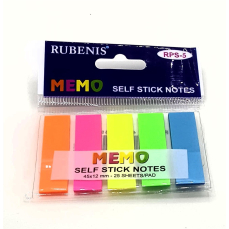 RUBENIS
RPS-5
MEMO
SELF STICK NOTES
MEMO
SELF STICK NOTES
45x12 mm - 25 SHEETS/PAD